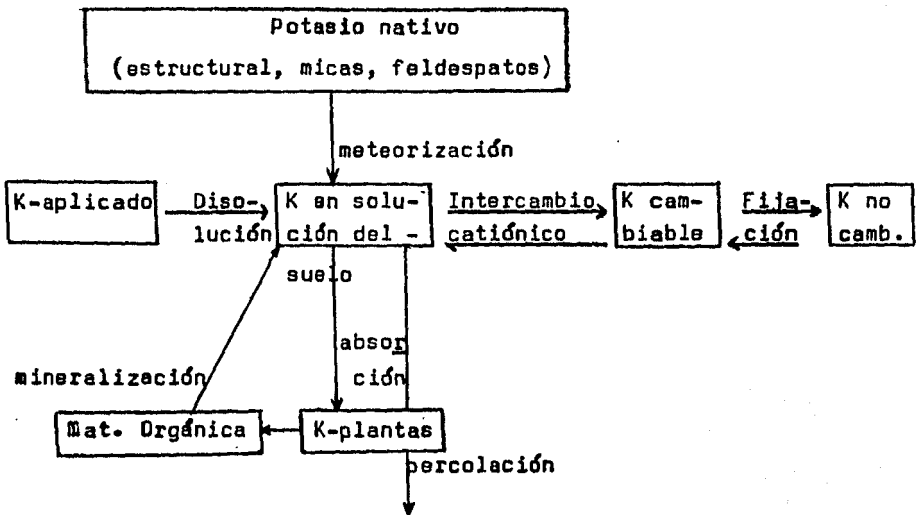 Potasio nativo
(estructural, micas, feldespatos)
meteorización
K-aplicado
Diso-
lución
K en solu-
ción del -
suelo
Intercambio
catiónico
K cam-
biable
Fija-
ción
K no
camb.
absor
ción
mineralización
Mat. Orgánica
K-plantas
percolación